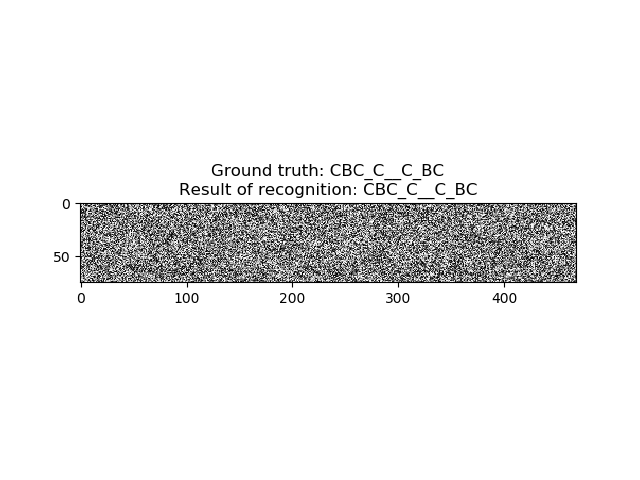 Ground truth: CBC_C__C_BC
Result of recognition: CBC_C__C_BC
0
50
0 100 200 300 400